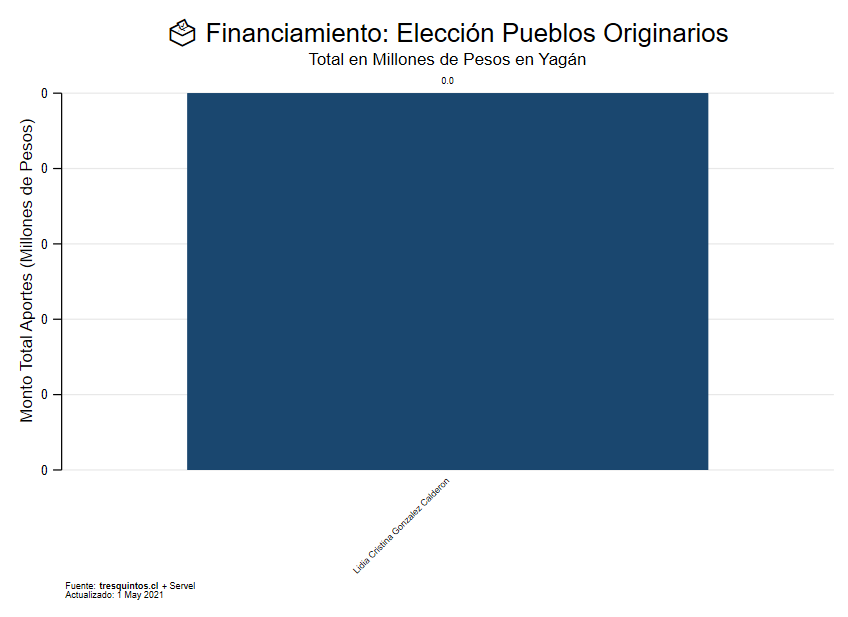 Financiamiento: Elección Pueblos Originarios
Total en Millones de Pesos en Yagán
0.0
Monto Total Aportes (Millones de Pesos)
0
0
0
0
0
0
Lidia Cristina Gonzalez Calderon
Fuente: tresquintos.cl + Servel
Actualizado: 1 May 2021